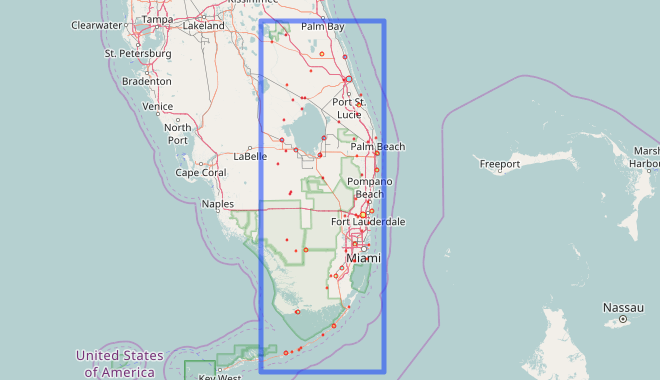 Kissimmee
Clearwater
Tampa
Lakeland
Palm Bay
St. Petersburg
Bradenton
Venice
Port St.
Lucie
North
Port
LaBelle
Palm Beach
Cape Coral
Freeport
Marsh
Harbou
Pompano
Beach
Naples
Fort Lauderdale
Miami
Nassau
United States
of America
Key West